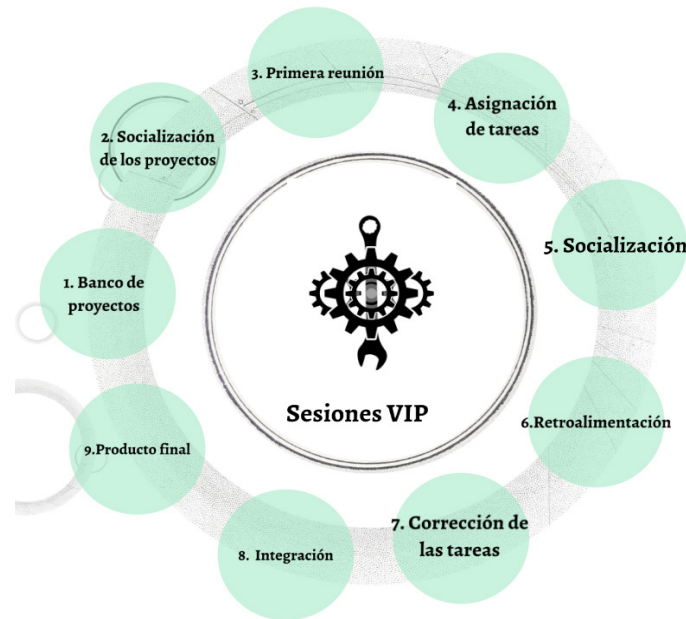 3. Primera reunión
4. Asignación
de tareas
2. Socialización
de los proyectos
5. Socialización
1. Banco de
proyectos
Sesiones VIP
6.Retroalimentación
9.Producto final
7. Corrección de
las tareas
8. Integración